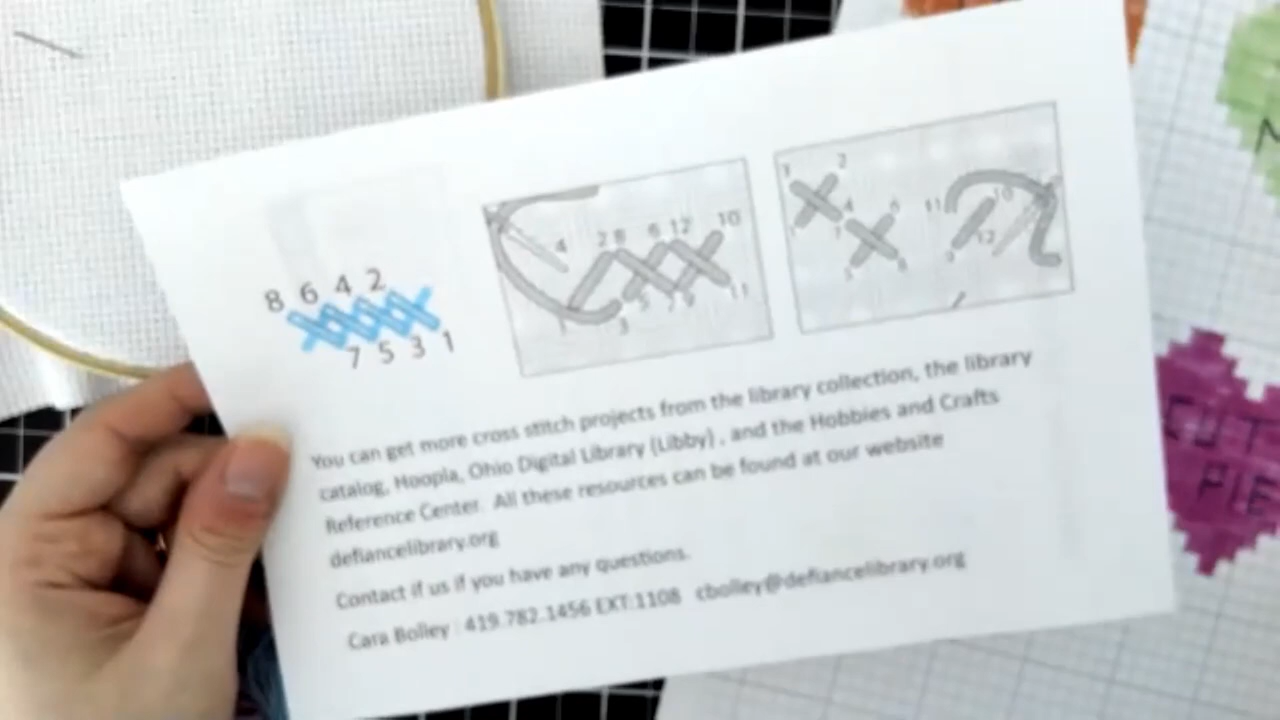 8 6 4 2
7 5 3 1
4 2 8 6 12 10
1 3 5 7 9 11
2
4 6 11 10
12
You can get more cross stitch projects from the library collection, the library
catalog, Hoopla, Ohio Digital Library (Libby) , and the Hobbies and Crafts
Reference Center. All these resources can be found at our website
defiancelibrary.org
Contact if us if you have any questions.
Cara Bolley : 419.782.1456 EXT:1108 cbolley@defiancelibrary.org
CUT
PIE